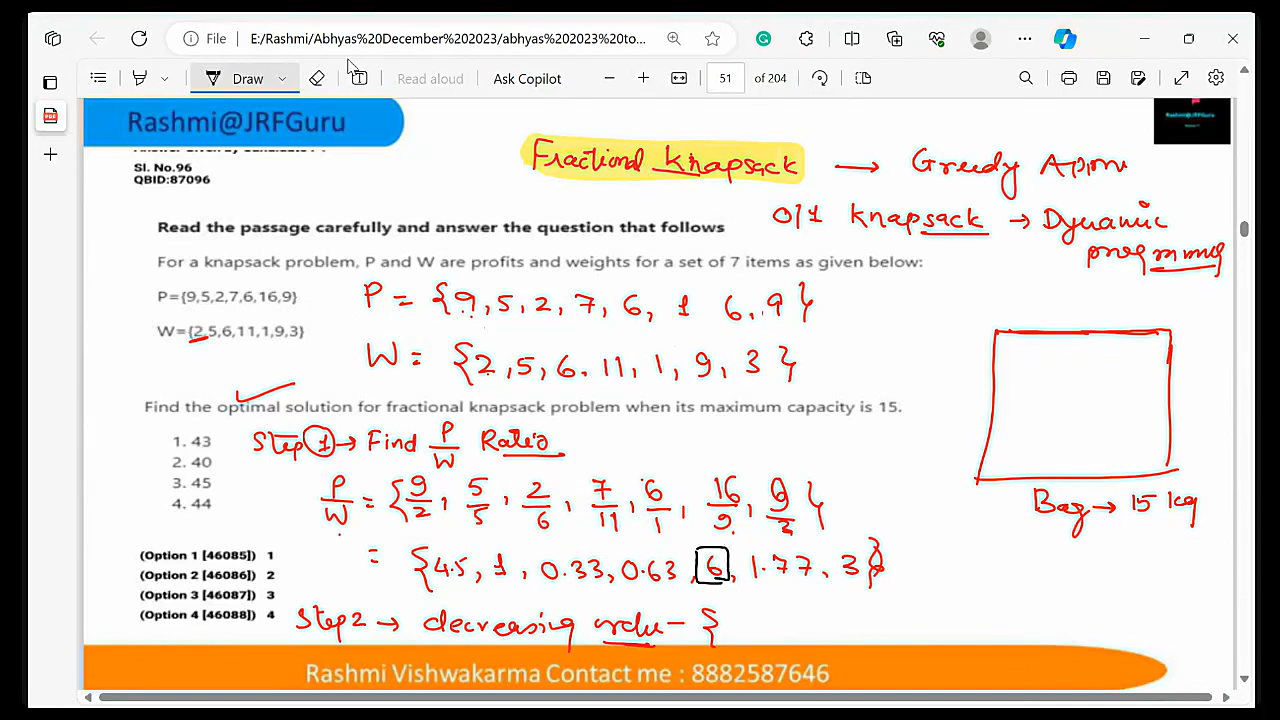 File E:/Rashmi/Abhyas%20December%202023/abhyas%202023%20to...
Draw Read aloud Ask Copilot 51 of 204
Rashmi@JRFGuru
Sl. No.96
QBID:87096
Fractional Knapsack → Greedy
0/1 knapsack → Dynamic
programming
Read the passage carefully and answer the question that follows
For a knapsack problem, P and W are profits and weights for a set of 7 items as given below:
P={9,5,2,7,6,16,9}
P = {9,5,2,7,6,1 6,9}
W={2,5,6,11,1,9,3}
W = {2,5,6,11,1,9,3}
Find the optimal solution for fractional knapsack problem when its maximum capacity is 15.
1. 43
2. 40
3. 45
4. 44
Step 1 → Find P/W Ratio
P/W = {9/2, 5/5, 2/6, 7/11, 6/1, 16/9, 9/3}
= {4.5, 1, 0.33, 0.63, 6, 1.77, 3}
Bag → 15 kg
(Option 1 [46085]) 1
(Option 2 [46086]) 2
(Option 3 [46087]) 3
(Option 4 [46088]) 4
Step 2 → decreasing order - {
Rashmi Vishwakarma Contact me : 8882587646